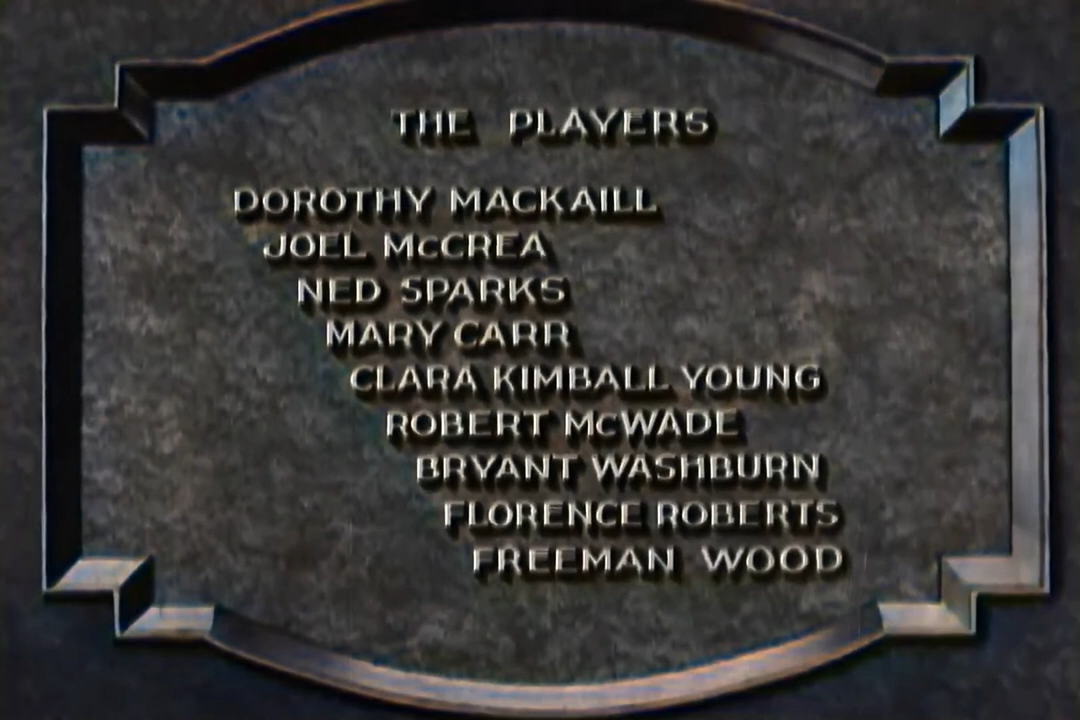 THE PLAYERS
DOROTHY MACKAILL
JOEL McCREA
NED SPARKS
MARY CARR
CLARA KIMBALL YOUNG
ROBERT McWADE
BRYANT WASHBURN
FLORENCE ROBERTS
FREEMAN WOOD